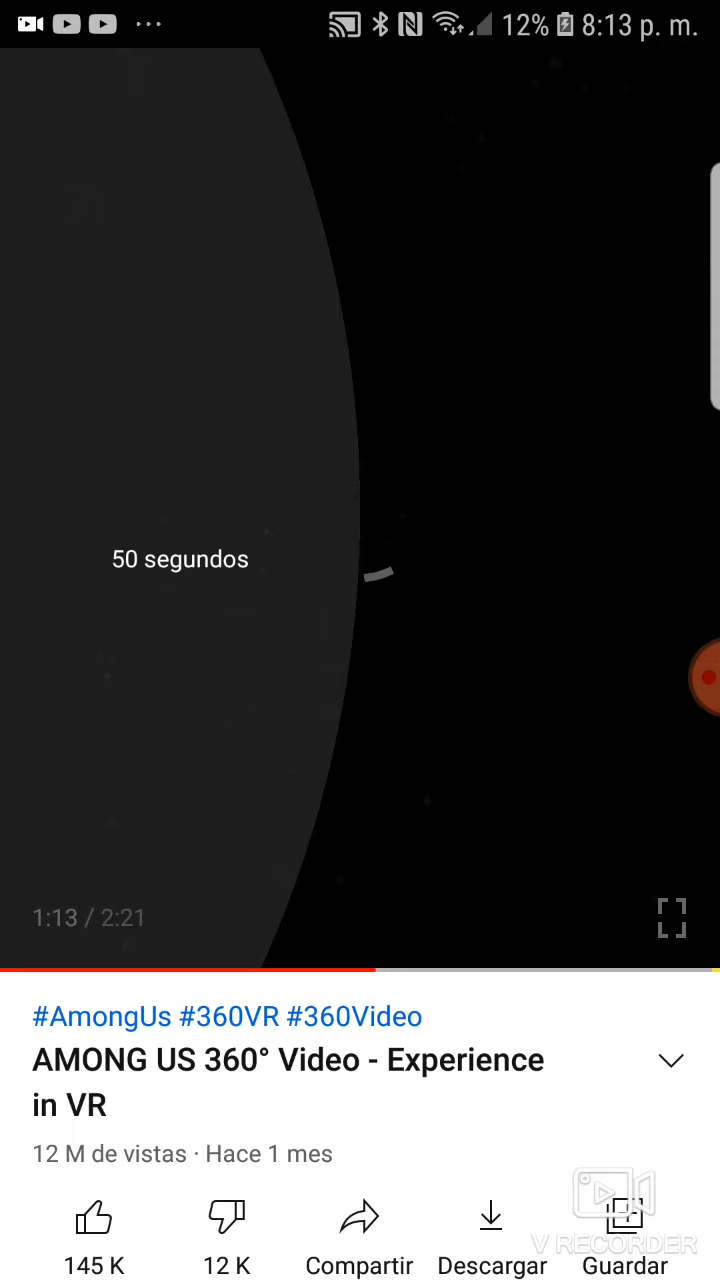 12% 8:13 p. m.
50 segundos
1:13 / 2:21
#AmongUs #360VR #360Video
AMONG US 360° Video - Experience
in VR
12 M de vistas · Hace 1 mes
145 K
12 K
Compartir
Descargar
Guardar
V RECORDER